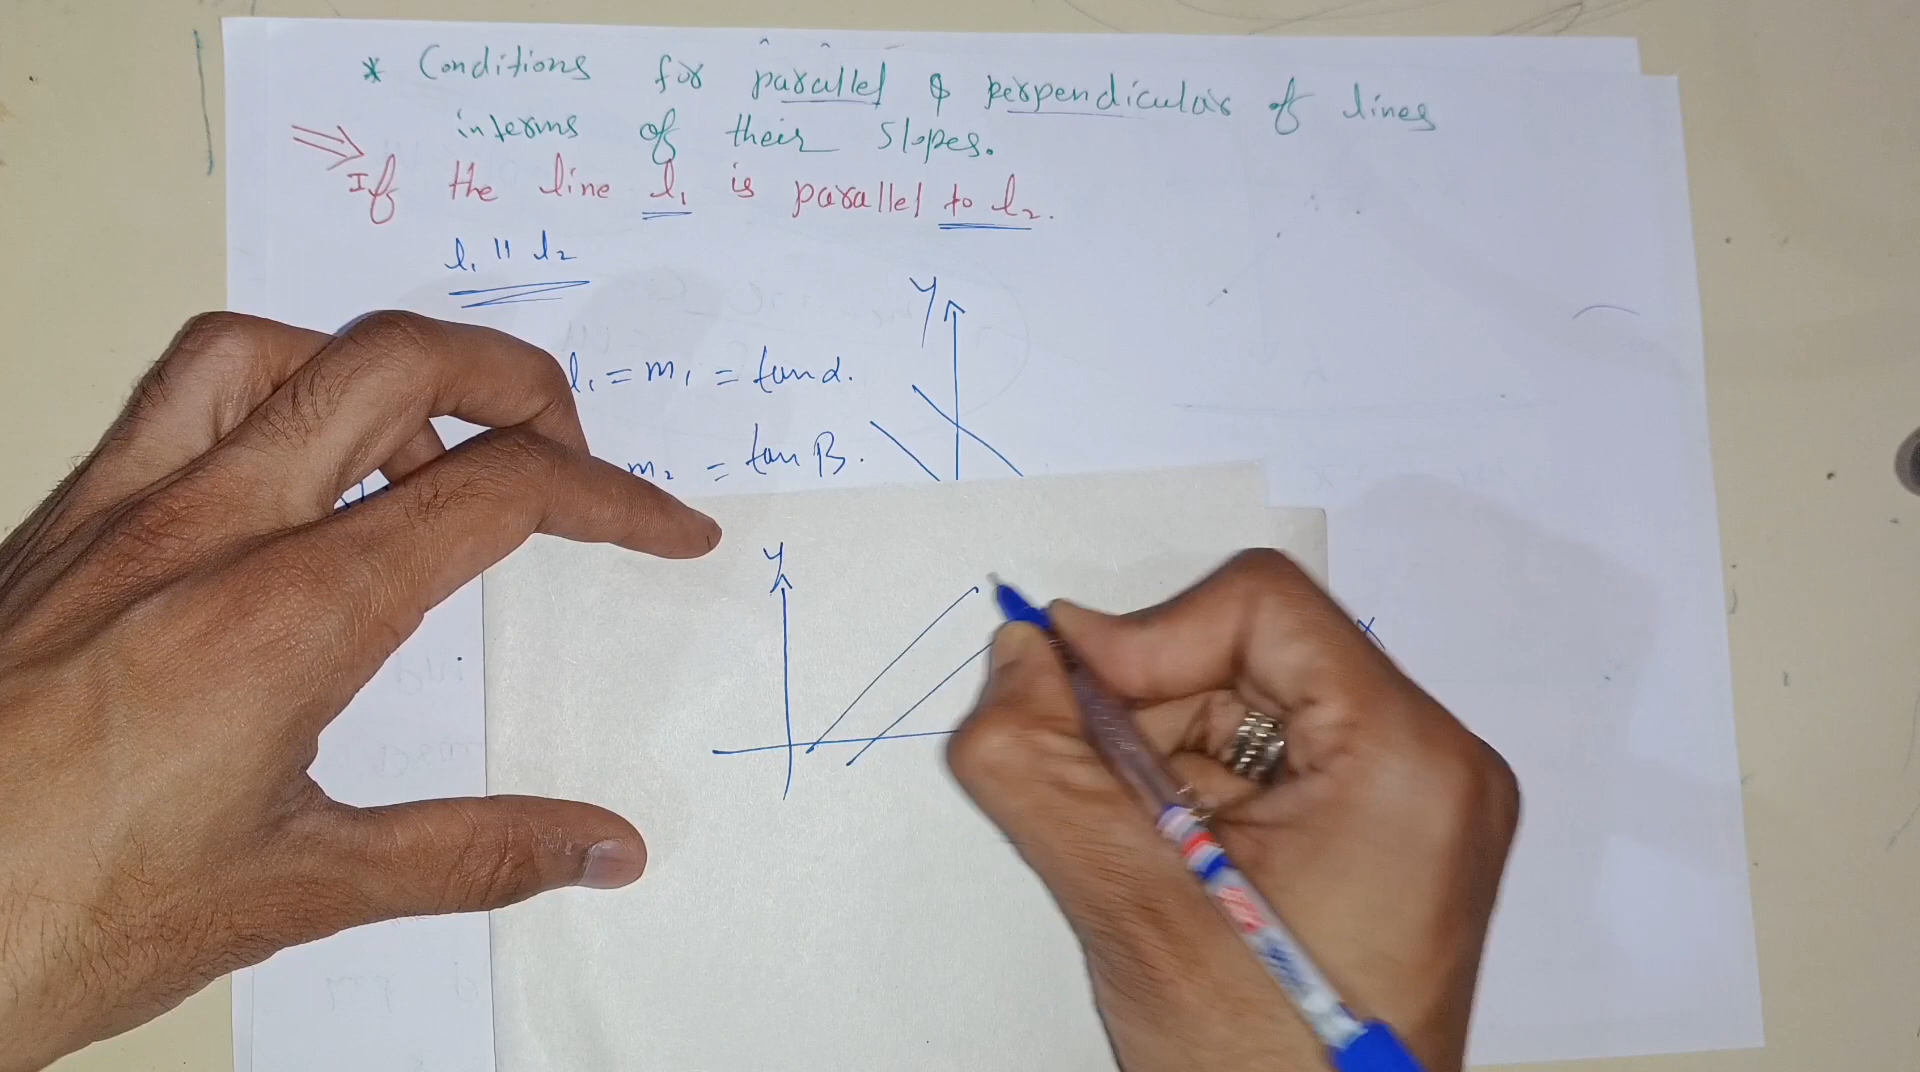 * Conditions for parallel & perpendicular of lines
interms of their slopes.
If the line l₁ is parallel to l₂.
l₁ || l₂
y
l₁ = m₁ = tan α.
m₂ = tan β.
y
x